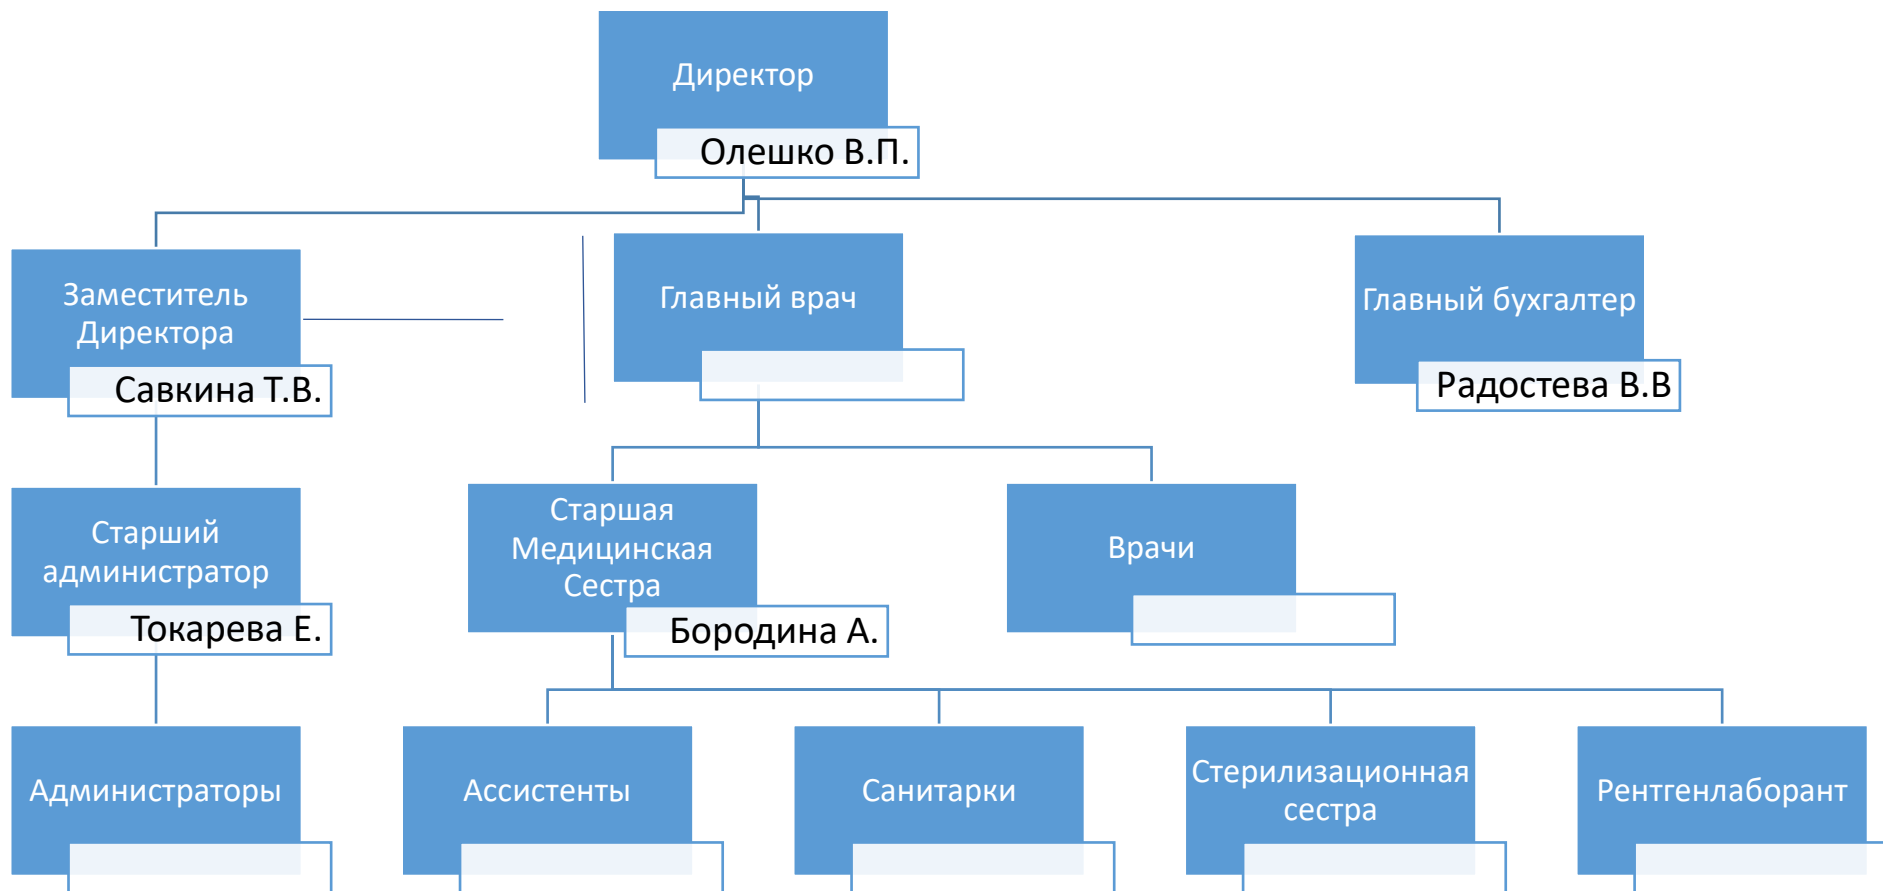 Директор
Олешко В.П.
Заместитель
Директора
Савкина Т.В.
Главный врач
Главный бухгалтер
Радостева В.В
Старший
администратор
Токарева Е.
Старшая
Медицинская
Сестра
Бородина А.
Врачи
Администраторы
Ассистенты
Санитарки
Стерилизационная
сестра
Рентгенлаборант